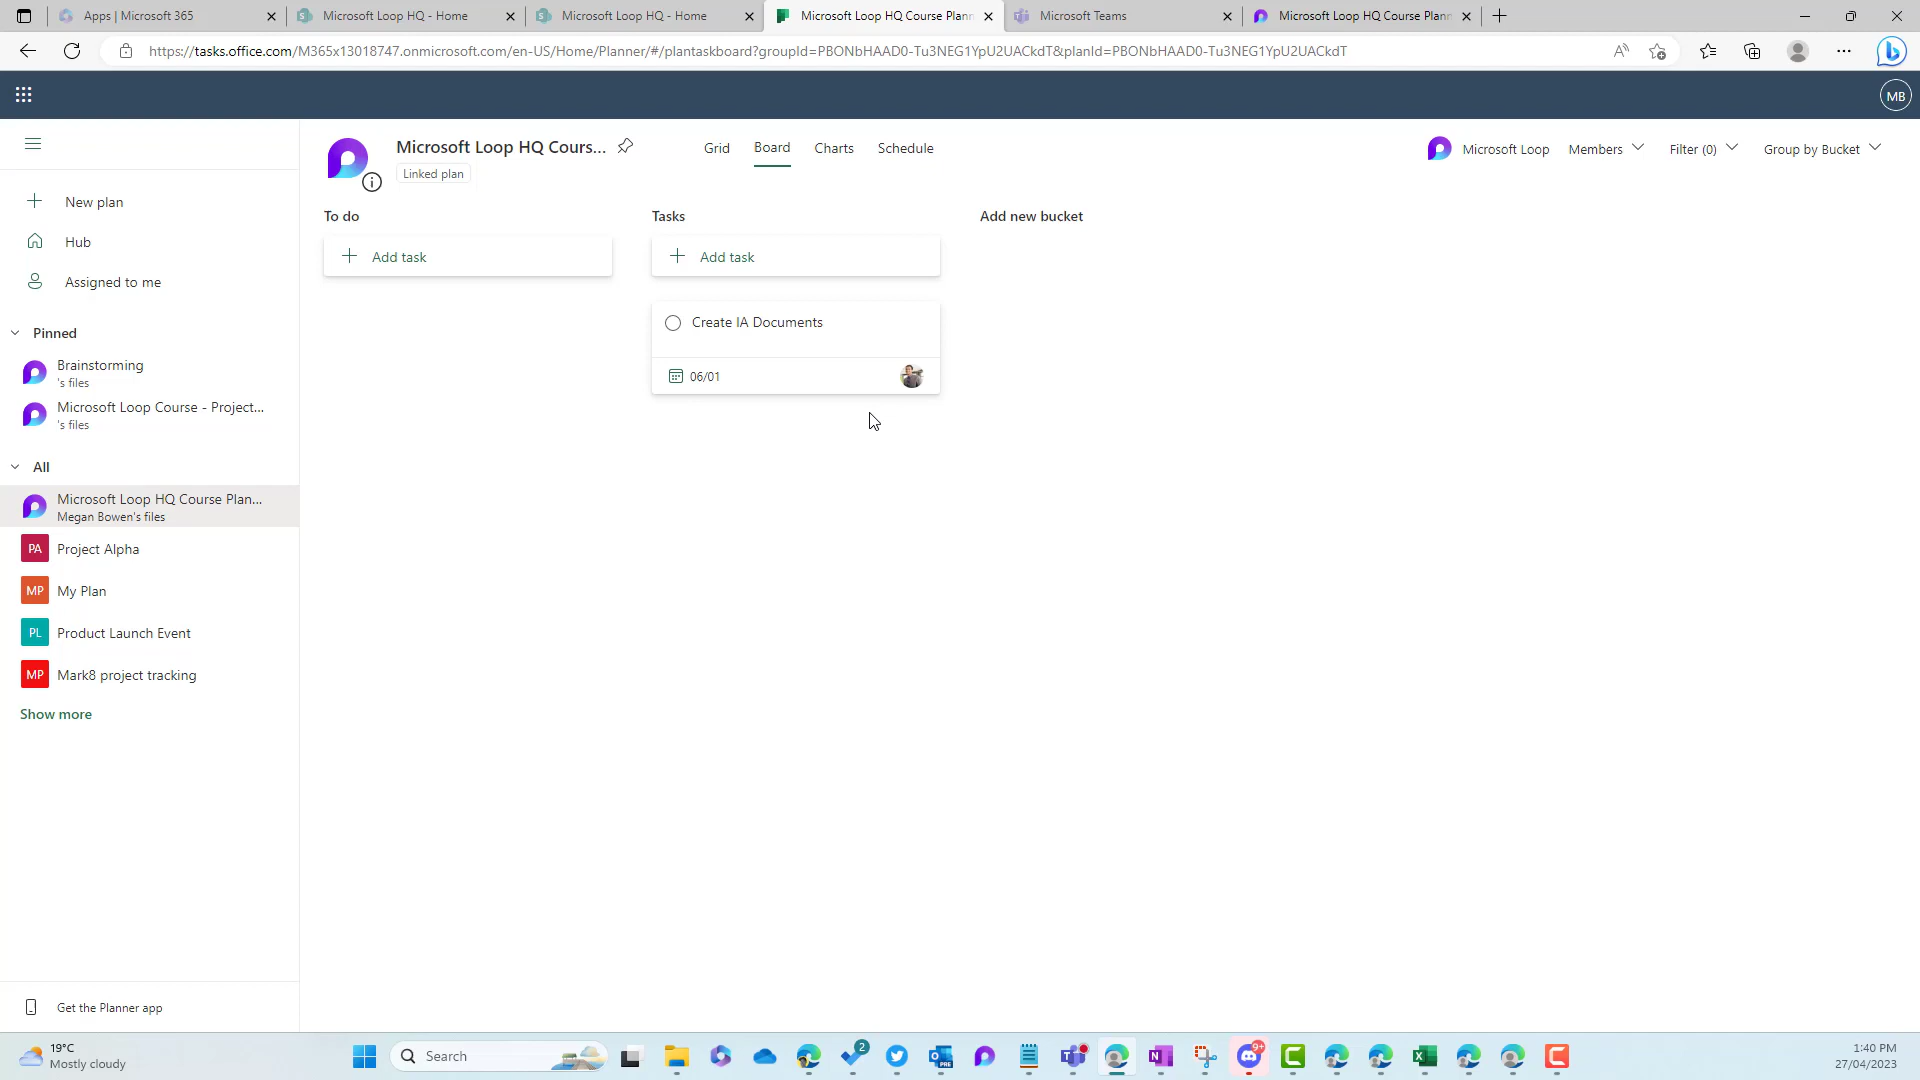 Apps | Microsoft 365
Microsoft Loop HQ - Home
Microsoft Loop HQ - Home
Microsoft Loop HQ Course Plann
Microsoft Teams
Microsoft Loop HQ Course Plann
https://tasks.office.com/M365x13018747.onmicrosoft.com/en-US/Home/Planner/#/plantaskboard?groupId=PBONbHAAD0-Tu3NEG1YpU2UACkdT&planId=PBONbHAAD0-Tu3NEG1YpU2UACkdT
MB
Microsoft Loop HQ Cours...
Linked plan
Grid
Board
Charts
Schedule
Microsoft Loop
Members
Filter (0)
Group by Bucket
New plan
Hub
Assigned to me
Pinned
Brainstorming
's files
Microsoft Loop Course - Project...
's files
All
Microsoft Loop HQ Course Plan...
Megan Bowen's files
PA
Project Alpha
MP
My Plan
PL
Product Launch Event
MP
Mark8 project tracking
Show more
Get the Planner app
To do
Add task
Tasks
Add task
Create IA Documents
06/01
Add new bucket
19°C
Mostly cloudy
Search
2
PRE
9+
1:40 PM
27/04/2023